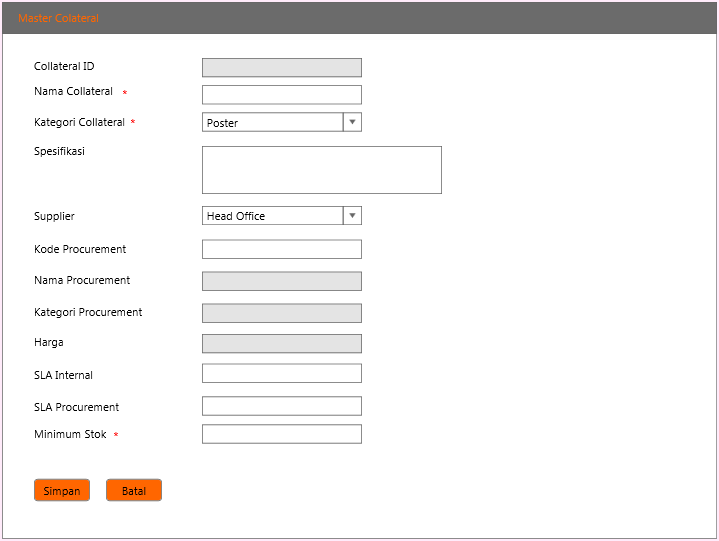 Master Colateral
Collateral ID
Nama Collateral *
Kategori Collateral * Poster
Spesifikasi
Supplier Head Office
Kode Procurement
Nama Procurement
Kategori Procurement
Harga
SLA Internal
SLA Procurement
Minimum Stok *
Simpan Batal